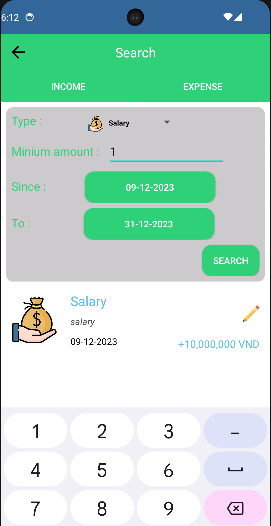 6:12
Search
INCOME EXPENSE
Type : Salary
Minium amount : 1
Since : 09-12-2023
To : 31-12-2023
SEARCH
Salary
salary
09-12-2023 +10,000,000 VND
1 2 3 –
4 5 6
7 8 9